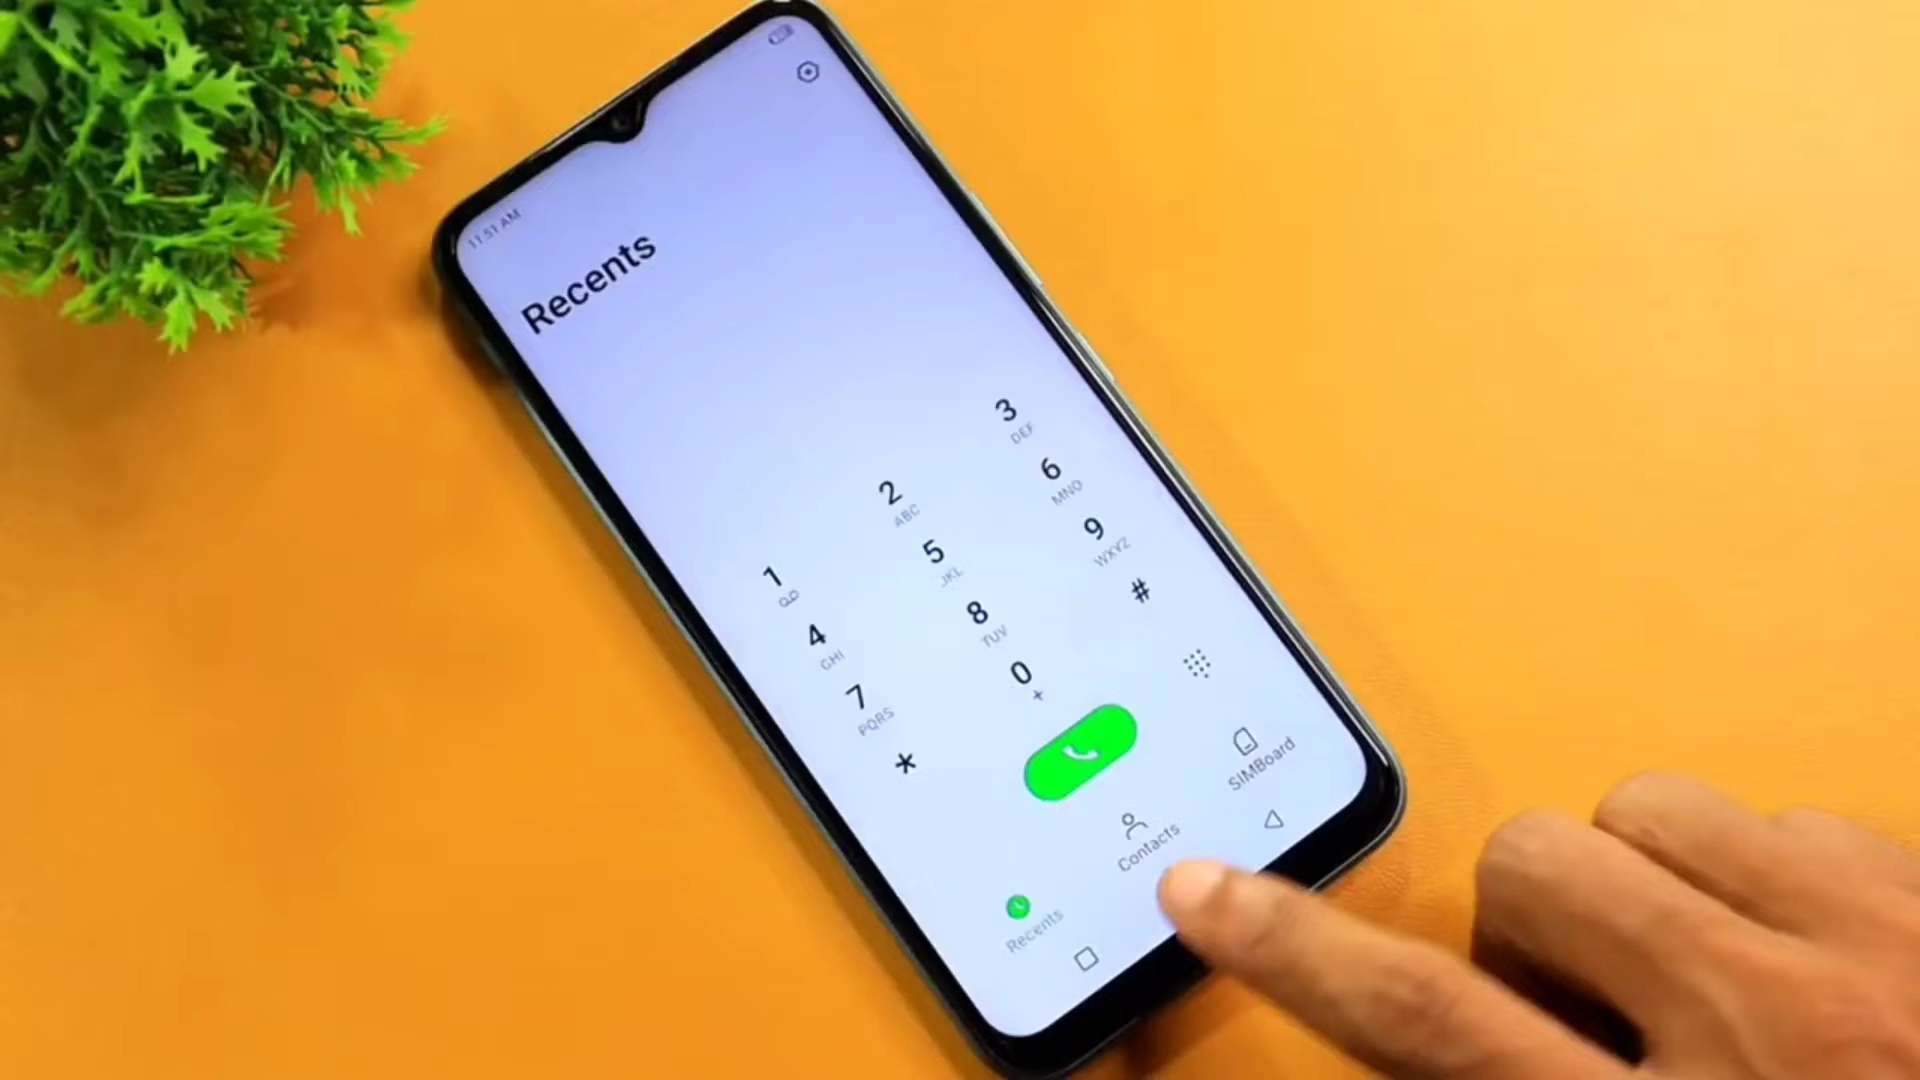 11:51 AM
Recents
1 2 ABC 3 DEF
4 GHI 5 JKL 6 MNO
7 PQRS 8 TUV 9 WXYZ
* 0 + #
Recents Contacts SIMBoard